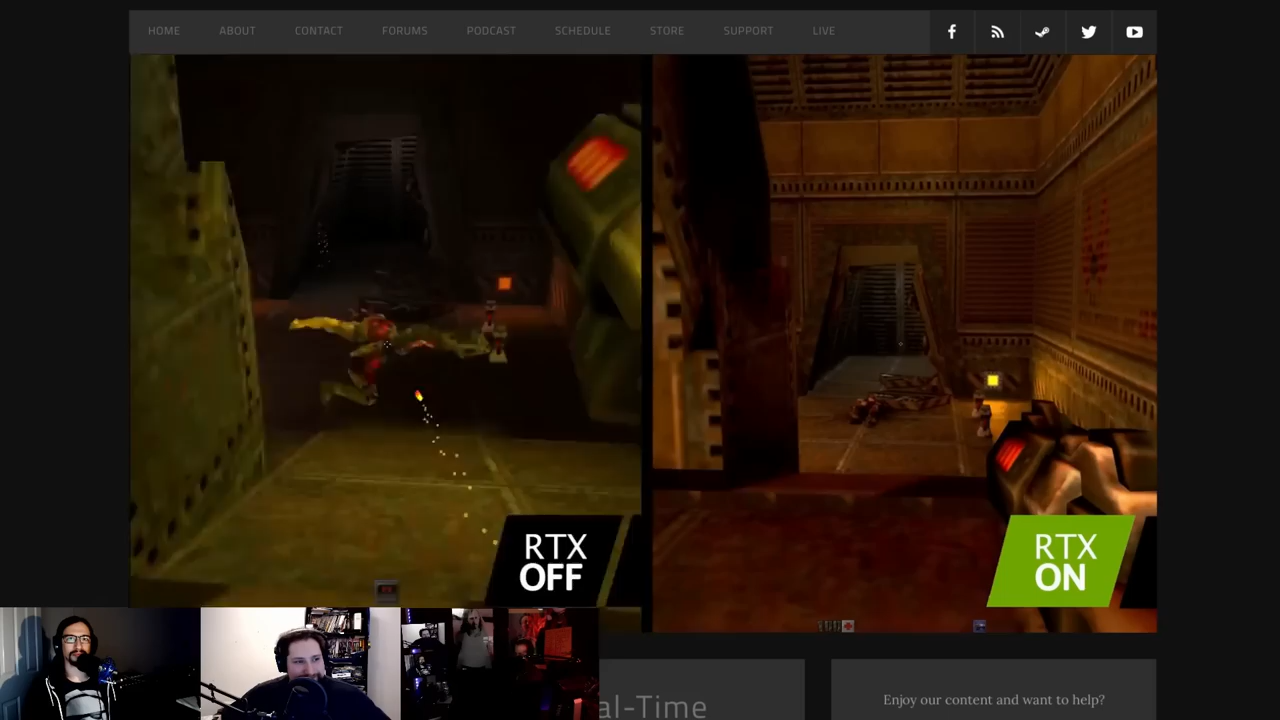 HOME ABOUT CONTACT FORUMS PODCAST SCHEDULE STORE SUPPORT LIVE
RTX
OFF
RTX
ON
al-Time
Enjoy our content and want to help?